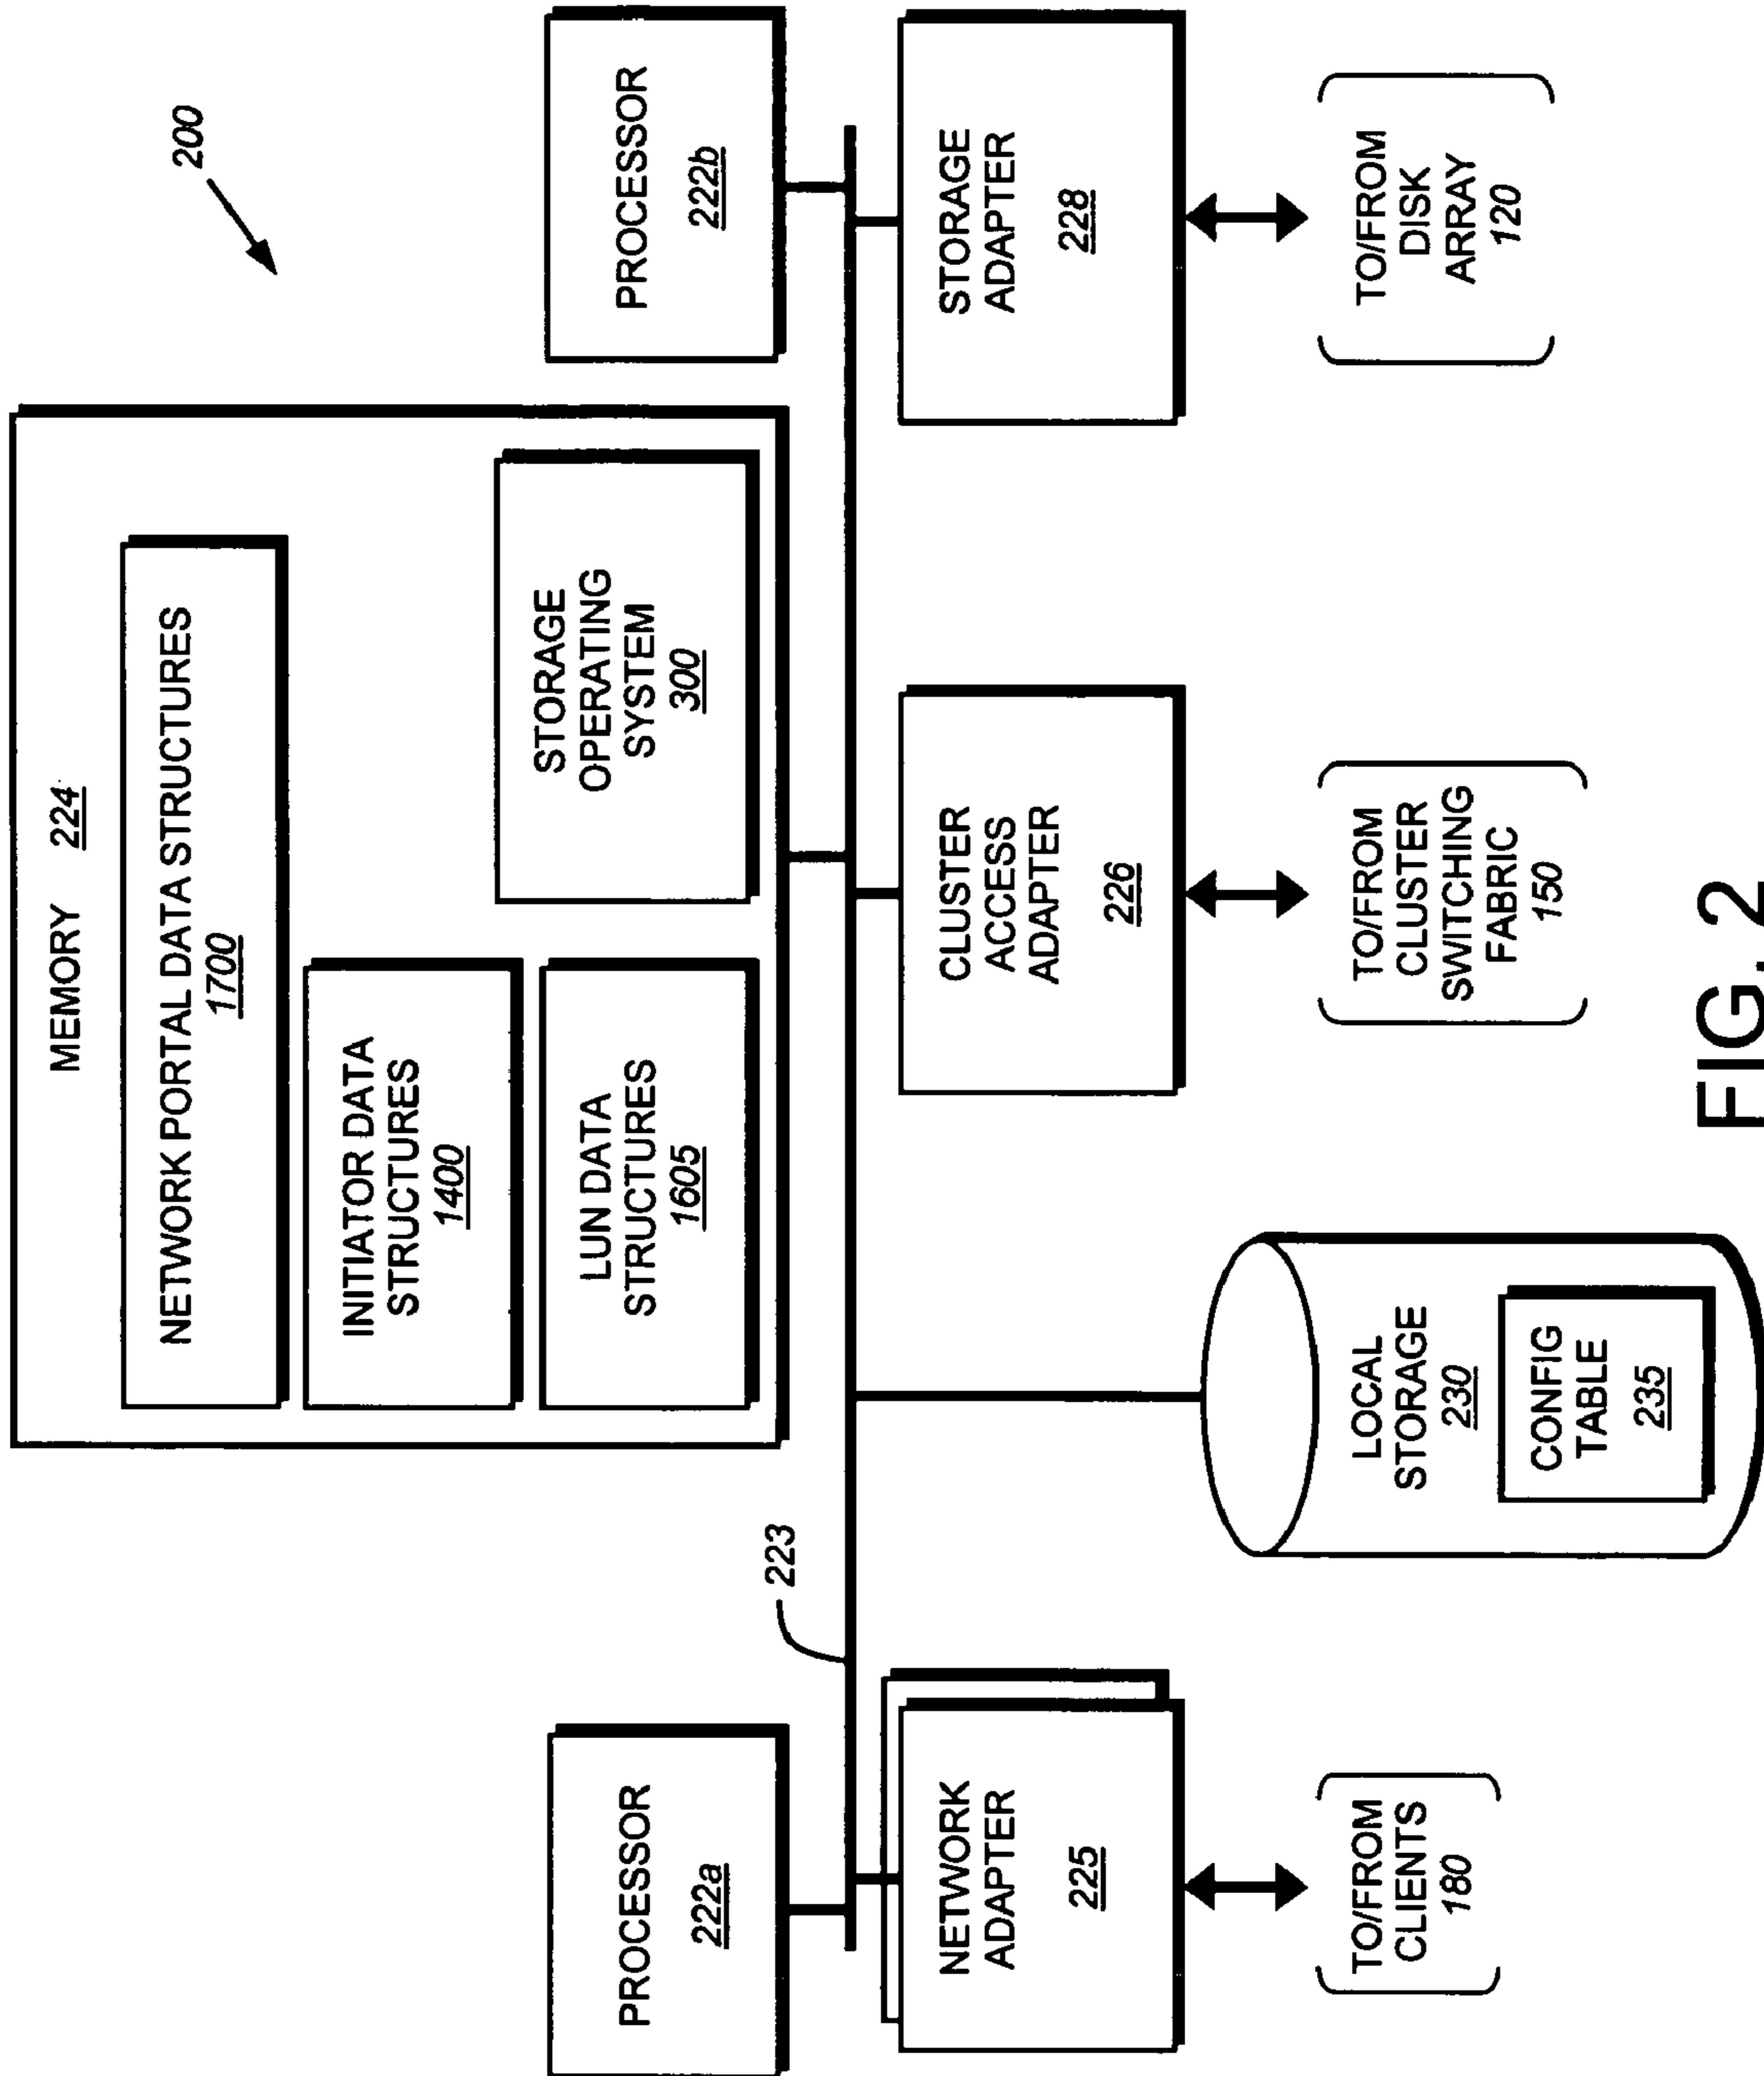 200
PROCESSOR
222a
MEMORY 224
NETWORK PORTAL DATA STRUCTURES
1700
INITIATOR DATA
STRUCTURES
1400
LUN DATA
STRUCTURES
1605
STORAGE
OPERATING
SYSTEM
300
PROCESSOR
222b
223
NETWORK
ADAPTER
225
TO/FROM
CLIENTS
180
LOCAL
STORAGE
230
CONFIG
TABLE
235
CLUSTER
ACCESS
ADAPTER
226
TO/FROM
CLUSTER
SWITCHING
FABRIC
150
STORAGE
ADAPTER
228
TO/FROM
DISK
ARRAY
120
FIG. 2